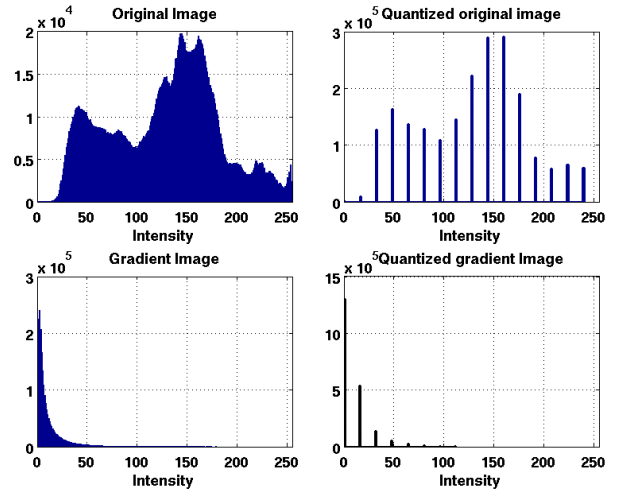 Original Image
x 10^4
2
1.5
1
0.5
0
0 50 100 150 200 250
Intensity
Quantized original image
x 10^5
3
2
1
0
0 50 100 150 200 250
Intensity
Gradient Image
x 10^5
3
2
1
0
0 50 100 150 200 250
Intensity
Quantized gradient Image
x 10^5
15
10
5
0
0 50 100 150 200 250
Intensity